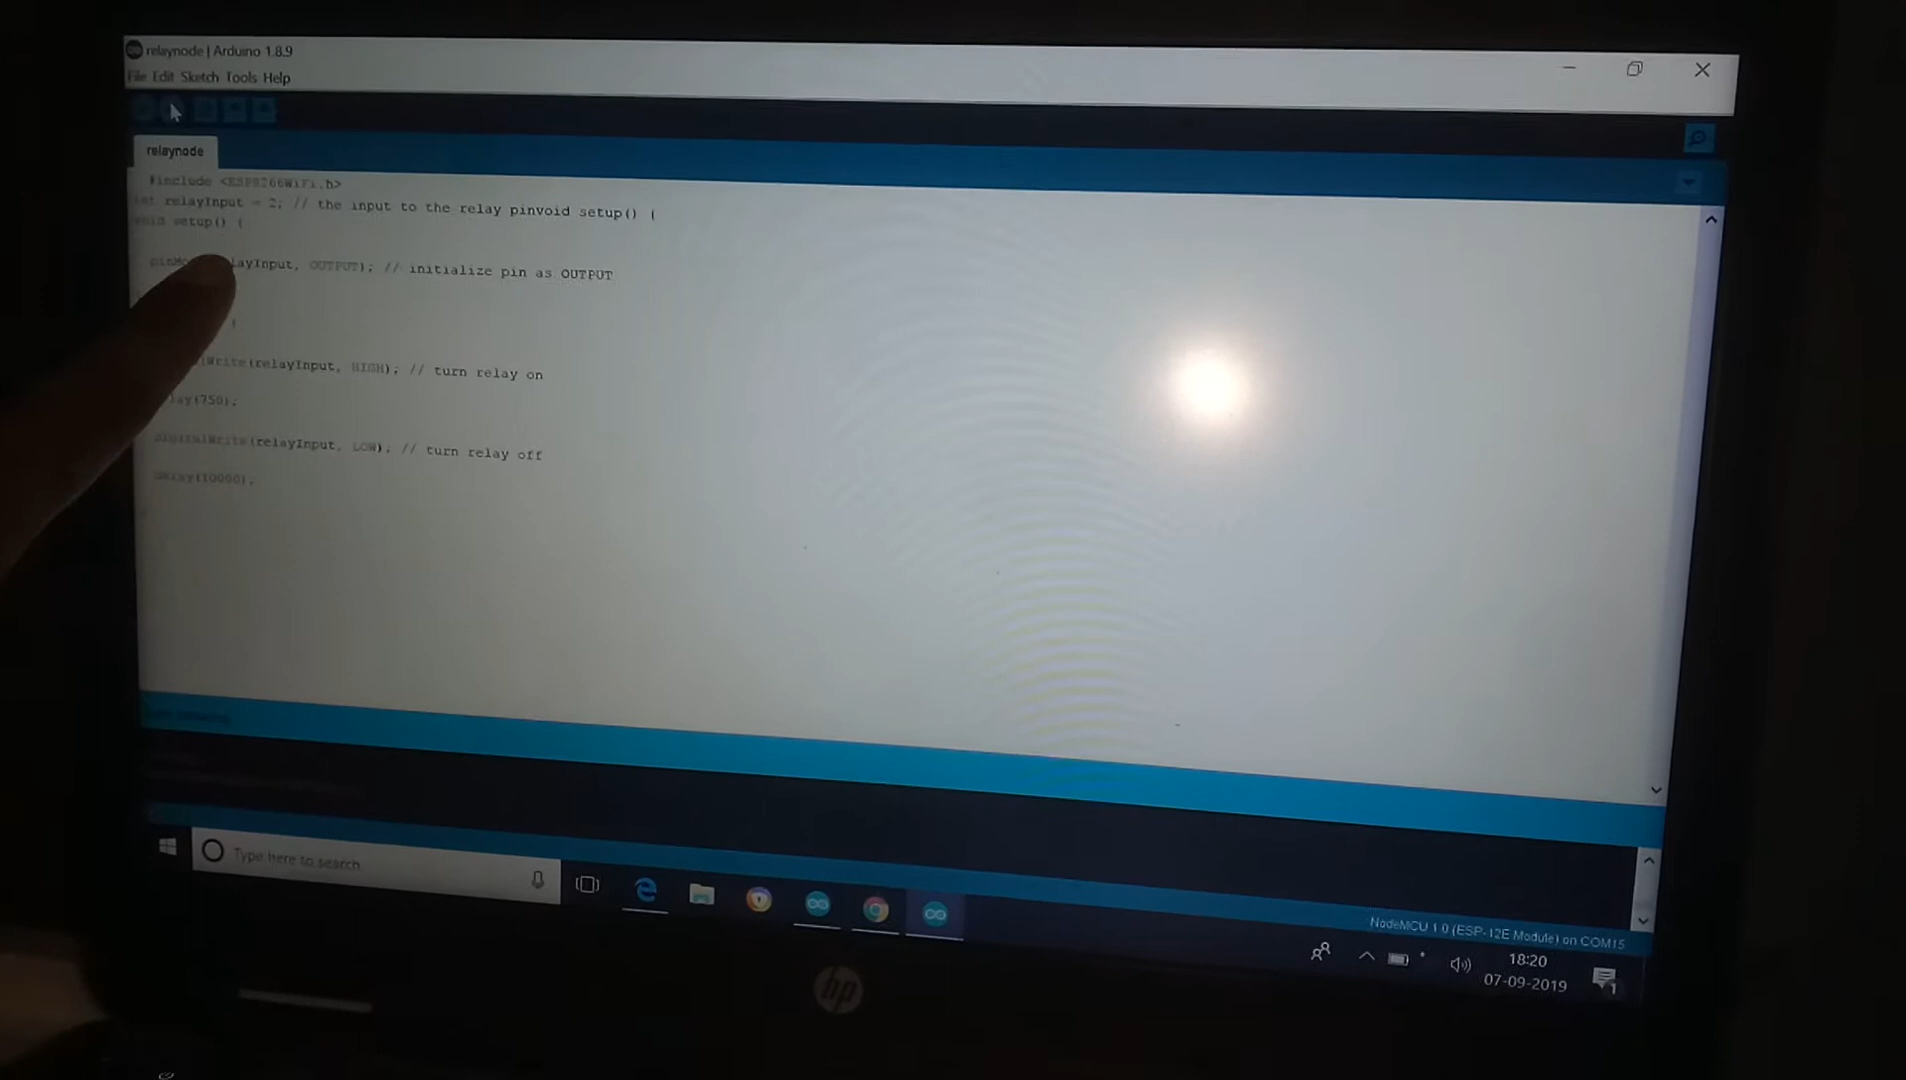 relaynode | Arduino 1.8.9
File Edit Sketch Tools Help
relaynode
#include <ESP8266WiFi.h>
int relayInput = 2; // the input to the relay pinvoid setup() {
void setup() {
layInput, OUTPUT); // initialize pin as OUTPUT
{
Write(relayInput, HIGH); // turn relay on
lay(750);
digitalWrite(relayInput, LOW); // turn relay off
delay(10000);
Type here to search
NodeMCU 1.0 (ESP-12E Module) on COM15
18:20
07-09-2019
1
hp